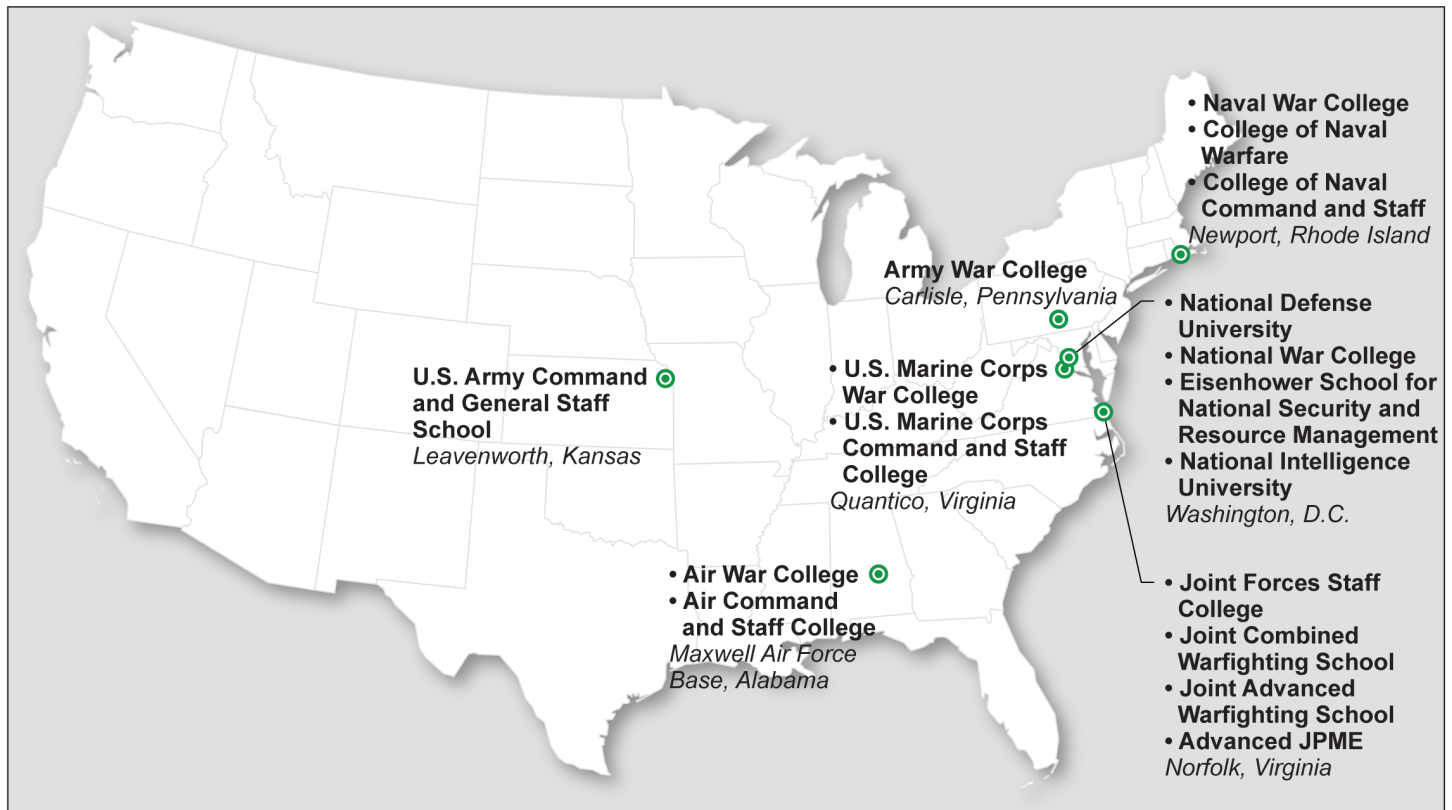 • Naval War College
• College of Naval
Warfare
• College of Naval
Command and Staff
Newport, Rhode Island
Army War College
Carlisle, Pennsylvania
• National Defense
University
• National War College
• Eisenhower School for
National Security and
Resource Management
• National Intelligence
University
Washington, D.C.
U.S. Army Command
and General Staff
School
Leavenworth, Kansas
• U.S. Marine Corps
War College
• U.S. Marine Corps
Command and Staff
College
Quantico, Virginia
• Air War College
• Air Command
and Staff College
Maxwell Air Force
Base, Alabama
• Joint Forces Staff
College
• Joint Combined
Warfighting School
• Joint Advanced
Warfighting School
• Advanced JPME
Norfolk, Virginia